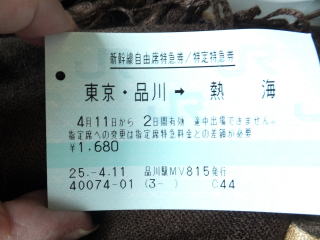 新幹線自由席特急券/特定特急券
東京・品川 → 熱海
4月11日から 2日間有効 途中出場できません。
指定席への変更は指定席特急料金との差額が必要
¥1,680
25.-4.11 品川駅MV815発行
40074-01 (3-) C44